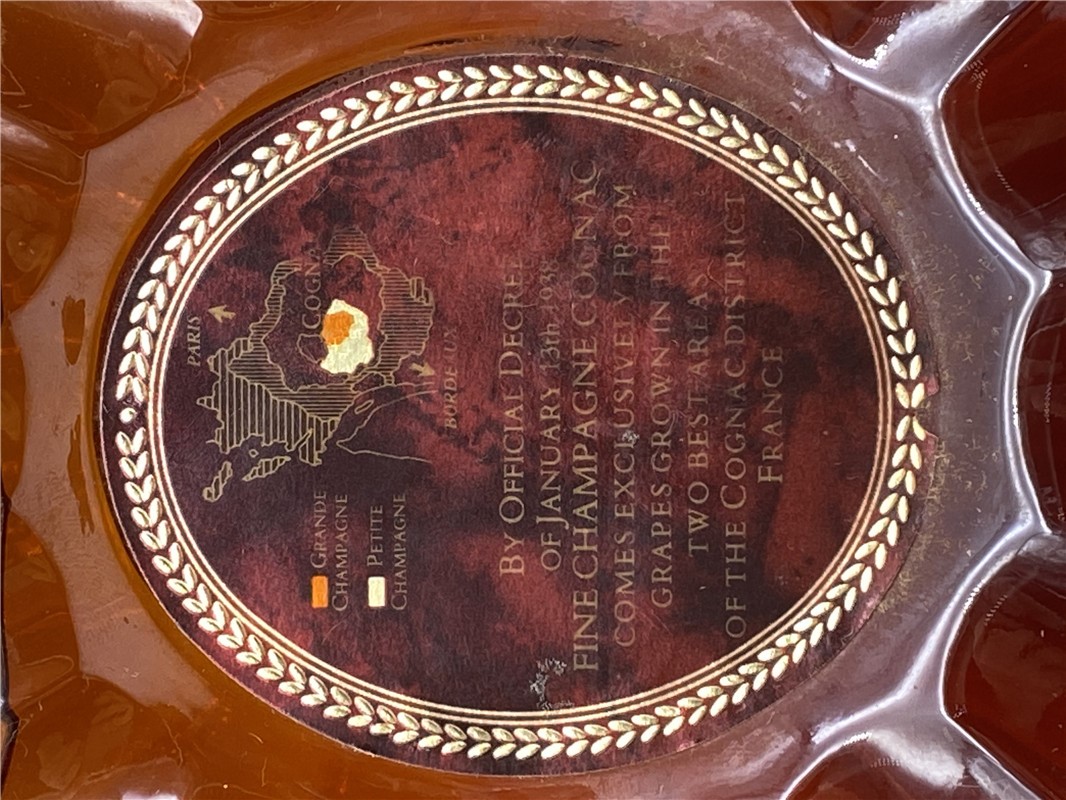 PARIS
COGNAC
BORDEAUX
GRANDE
CHAMPAGNE
PETITE
CHAMPAGNE
BY OFFICIAL DECREE
OF JANUARY 13th 1938
FINE CHAMPAGNE COGNAC
COMES EXCLUSIVELY FROM
GRAPES GROWN IN THE
TWO BEST AREAS
OF THE COGNAC DISTRICT
FRANCE